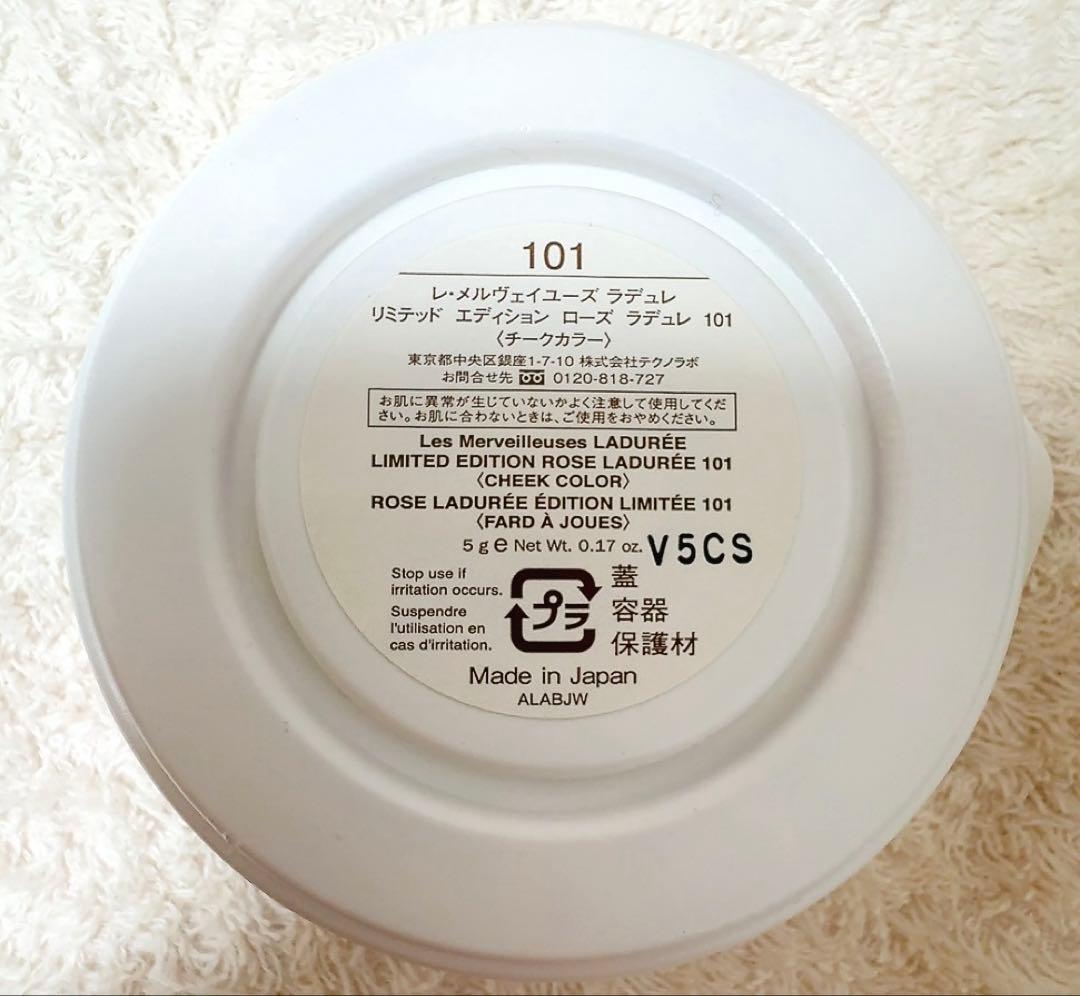 101
レ・メルヴェイユーズ ラデュレ
リミテッド エディション ローズ ラデュレ 101
〈チークカラー〉
東京都中央区銀座1-7-10 株式会社テクノラボ
お問合せ先 0120-818-727
お肌に異常が生じていないかよく注意して使用してくだ
さい。お肌に合わないときは、ご使用をおやめください。
Les Merveilleuses LADURÉE
LIMITED EDITION ROSE LADURÉE 101
〈CHEEK COLOR〉
ROSE LADURÉE ÉDITION LIMITÉE 101
〈FARD À JOUES〉
5 g ℮ Net Wt. 0.17 oz. V5CS
Stop use if
irritation occurs.
Suspendre
l'utilisation en
cas d'irritation.
プラ
蓋
容器
保護材
Made in Japan
ALABJW